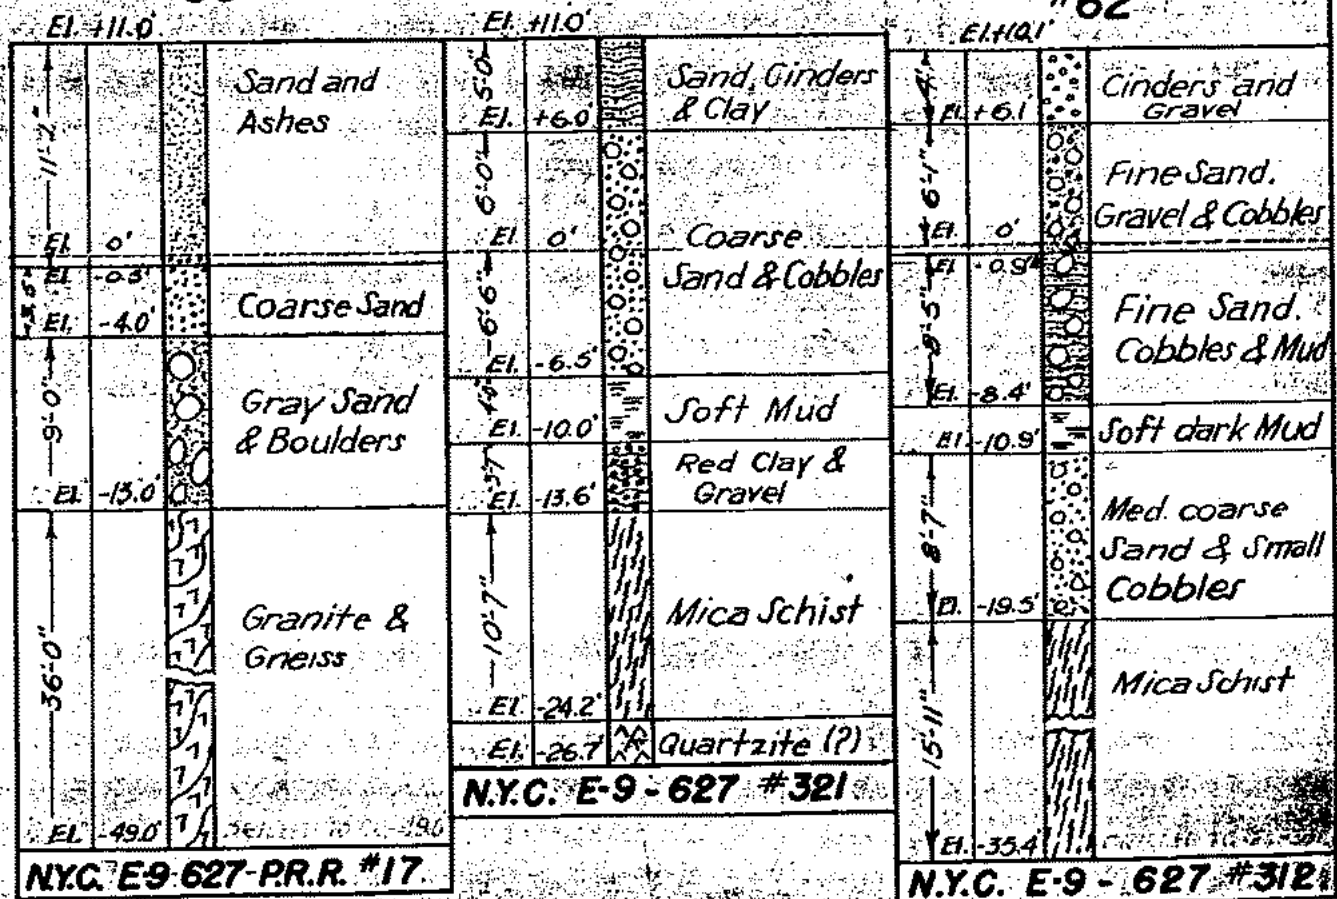 El. +11.0'
11'-2"
Sand and
Ashes
El. 0'
El. -0.5'
Coarse Sand
El. -4.0'
9'-0"
Gray Sand
& Boulders
El. -13.0'
36'-0"
Granite &
Gneiss
El. -49.0'
N.Y.C. E-9-627-P.R.R. #17.
El. +11.0'
5'-0"
Sand, Cinders
& Clay
El. +6.0'
6'-0"
El. 0'
Coarse
Sand & Cobbles
6'-6"
El. -6.5'
Soft Mud
El. -10.0'
Red Clay &
Gravel
El. -13.6'
10'-7"
Mica Schist
El. -24.2'
El. -26.7'
Quartzite (?)
N.Y.C. E-9-627 #321
#62
El. +10.1'
4'
Cinders and
Gravel
El. +6.1
6'-1"
Fine Sand.
Gravel & Cobbles
El. 0'
El.
8'-5"
Fine Sand.
Cobbles & Mud
El. -8.4'
Soft dark Mud
El. -10.9'
8'-7"
Med. coarse
Sand & Small
Cobbles
El. -19.5'
15'-11"
Mica Schist
El. -35.4'
N.Y.C. E-9-627 #312